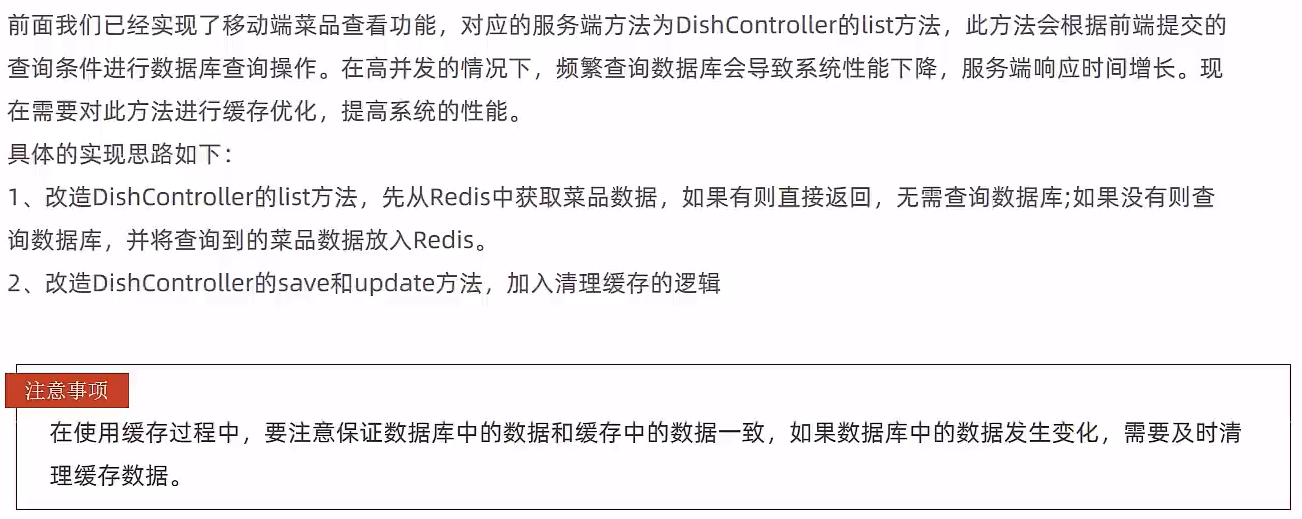 前面我们已经实现了移动端菜品查看功能，对应的服务端方法为DishController的list方法，此方法会根据前端提交的
查询条件进行数据库查询操作。在高并发的情况下，频繁查询数据库会导致系统性能下降，服务端响应时间增长。现
在需要对此方法进行缓存优化，提高系统的性能。
具体的实现思路如下：
1、改造DishController的list方法，先从Redis中获取菜品数据，如果有则直接返回，无需查询数据库;如果没有则查
询数据库，并将查询到的菜品数据放入Redis。
2、改造DishController的save和update方法，加入清理缓存的逻辑
注意事项
在使用缓存过程中，要注意保证数据库中的数据和缓存中的数据一致，如果数据库中的数据发生变化，需要及时清
理缓存数据。